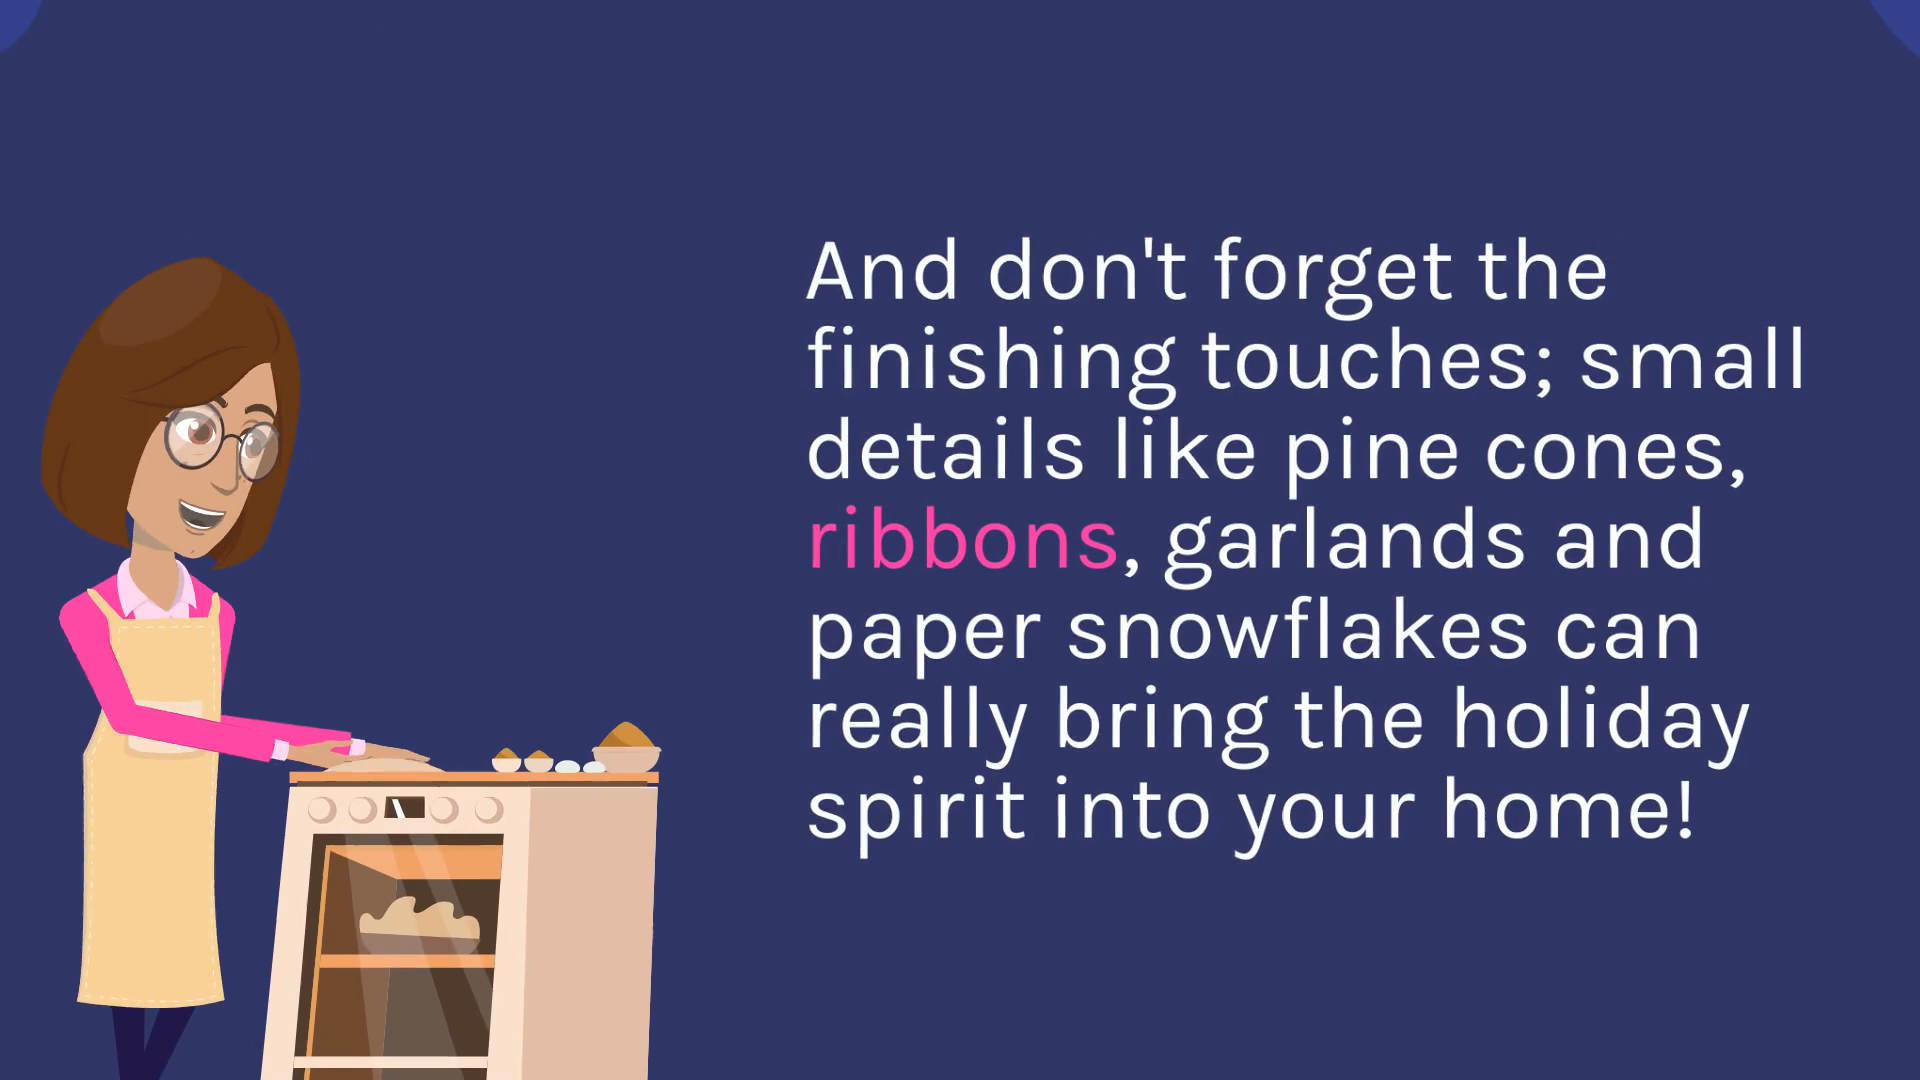 And don't forget the
finishing touches; small
details like pine cones,
ribbons, garlands and
paper snowflakes can
really bring the holiday
spirit into your home!